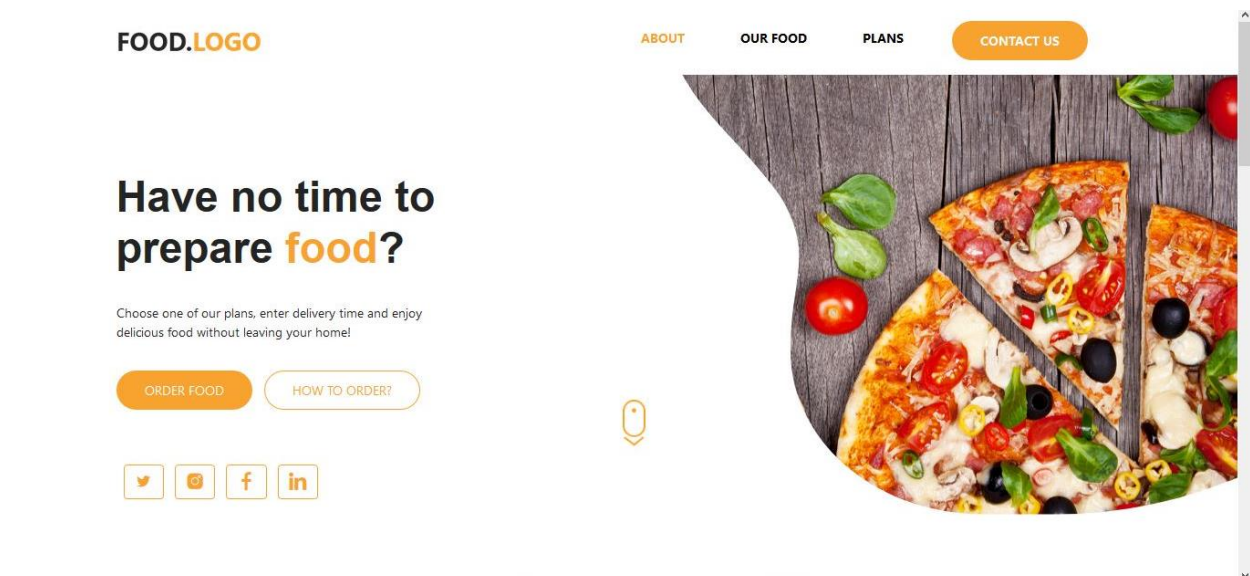 FOOD.LOGO
ABOUT
OUR FOOD
PLANS
CONTACT US
Have no time to
prepare food?
Choose one of our plans, enter delivery time and enjoy
delicious food without leaving your home!
ORDER FOOD
HOW TO ORDER?